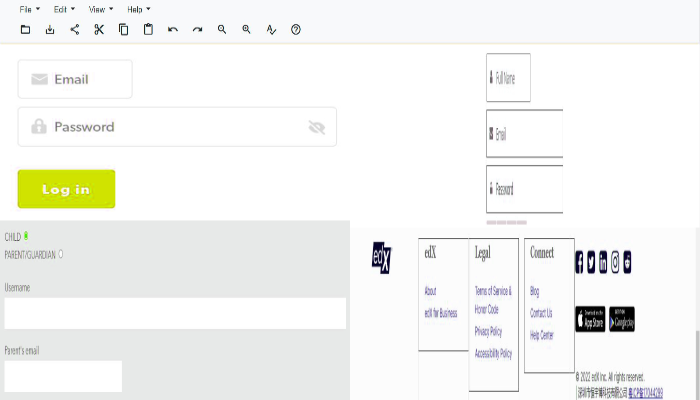 File Edit View Help
Email
Password
Log in
Full Name
Email
Password
CHILD
PARENT/GUARDIAN
Username
Parent's email
edX
edX
About
edX for Business
Legal
Terms of Service &
Honor Code
Privacy Policy
Accessibility Policy
Connect
Blog
Contact Us
Help Center
Download on the
App Store
GET IT ON
Google play
© 2022 edX Inc. All rights reserved.